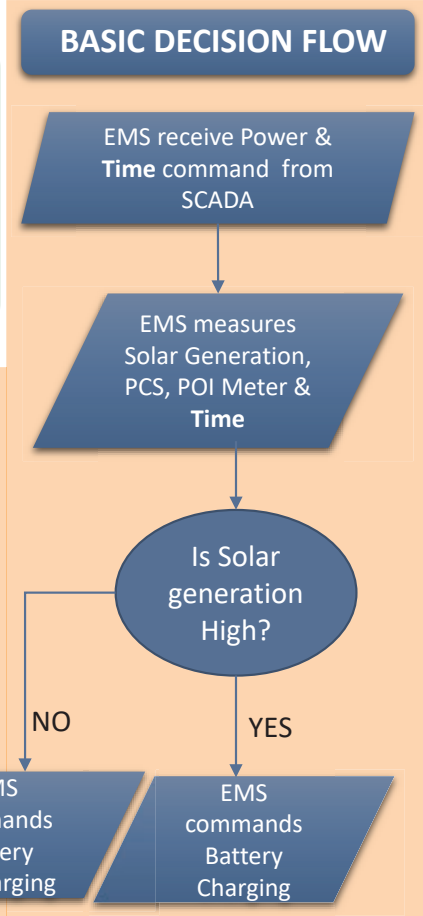 BASIC DECISION FLOW
EMS receive Power &
Time command from
SCADA
EMS measures
Solar Generation,
PCS, POI Meter &
Time
Is Solar
generation
High?
NO
YES
EMS
commands
Battery
Charging